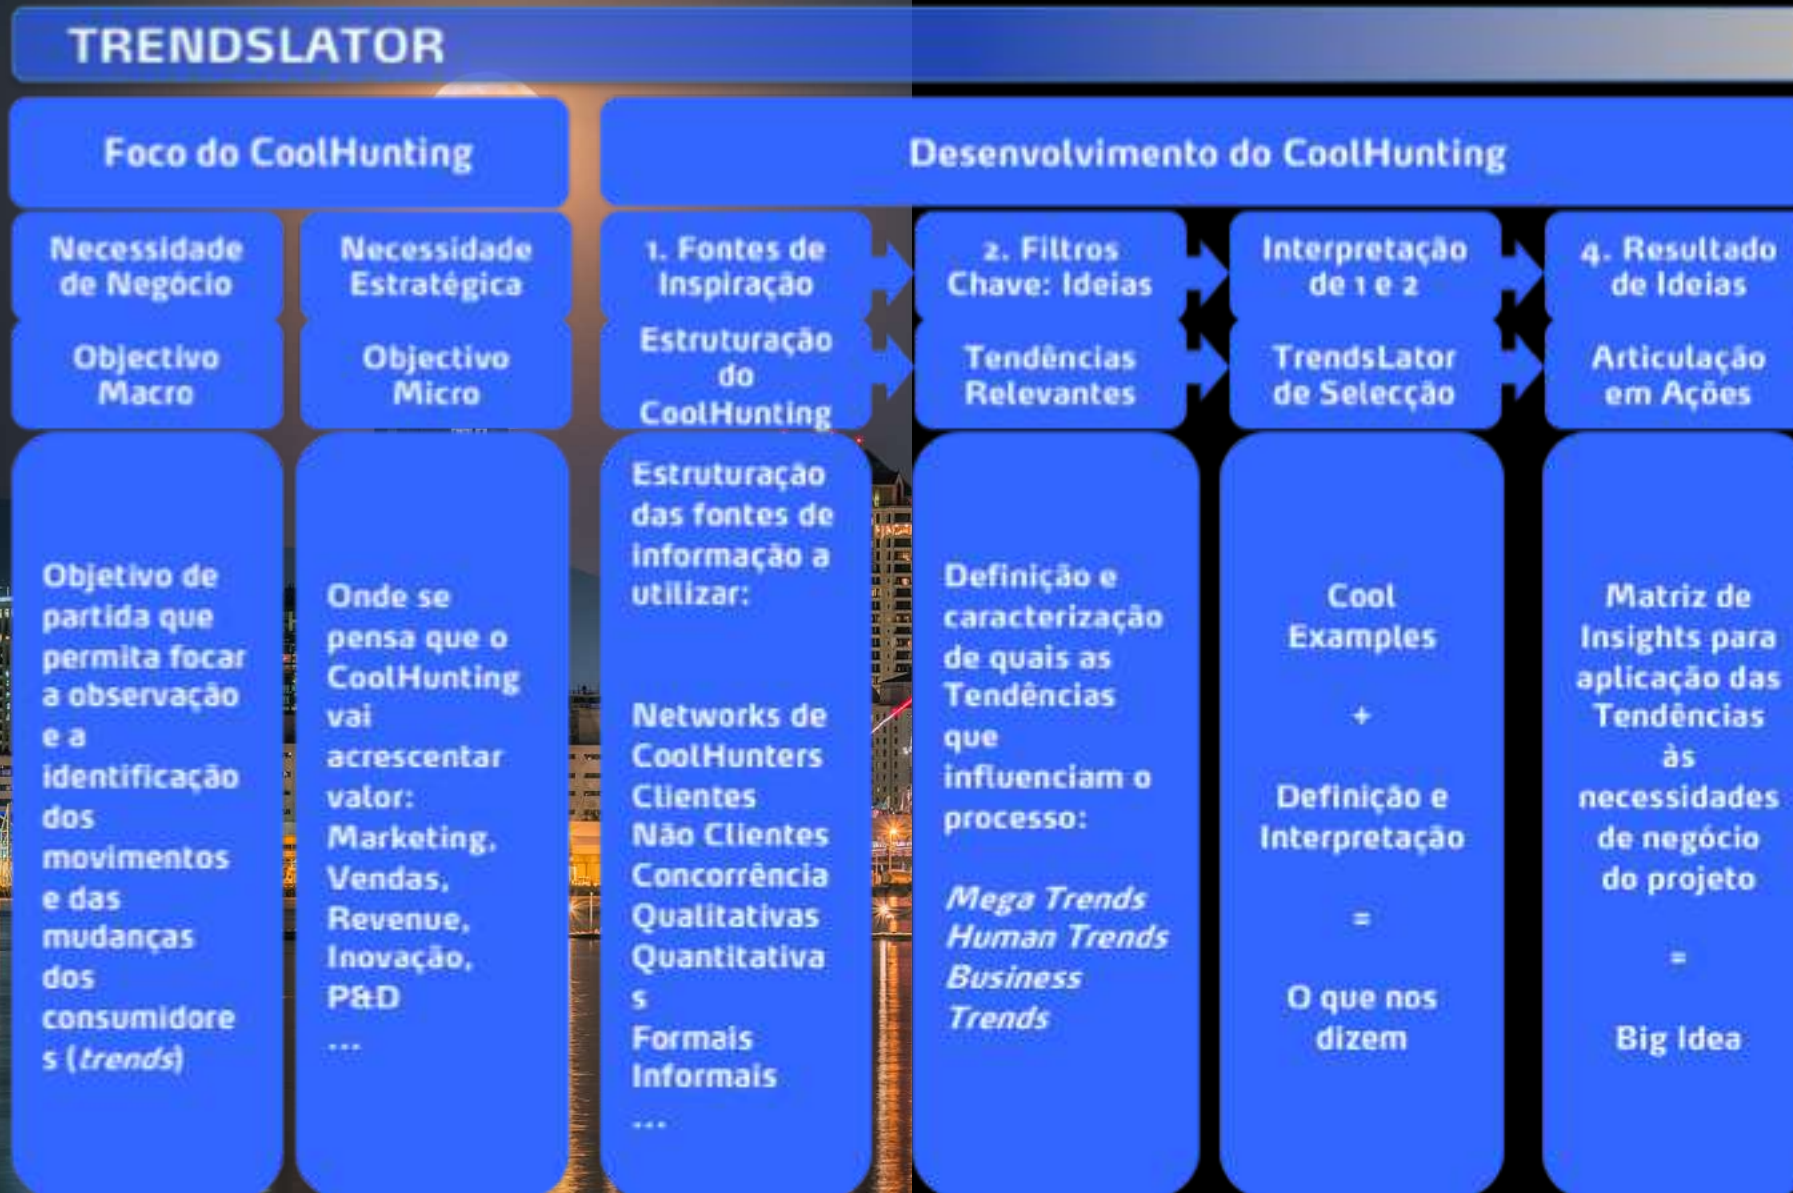 TRENDSLATOR
Foco do CoolHunting
Desenvolvimento do CoolHunting
Necessidade
de Negócio
Necessidade
Estratégica
1. Fontes de
Inspiração
2. Filtros
Chave: Ideias
Interpretação
de 1 e 2
4. Resultado
de Ideias
Objectivo
Macro
Objectivo
Micro
Estruturação
do
CoolHunting
Tendências
Relevantes
TrendsLator
de Selecção
Articulação
em Ações
Objetivo de
partida que
permita focar
a observação
e a
identificação
dos
movimentos
e das
mudanças
dos
consumidore
s (trends)
Onde se
pensa que o
CoolHunting
vai
acrescentar
valor:
Marketing,
Vendas,
Revenue,
Inovação,
P&D
...
Estruturação
das fontes de
informação a
utilizar:
Networks de
CoolHunters
Clientes
Não Clientes
Concorrência
Qualitativas
Quantitativa
s
Formais
Informais
...
Definição e
caracterização
de quais as
Tendências
que
influenciam o
processo:
Mega Trends
Human Trends
Business
Trends
Cool
Examples
+
Definição e
Interpretação
=
O que nos
dizem
Matriz de
Insights para
aplicação das
Tendências
às
necessidades
de negócio
do projeto
=
Big Idea